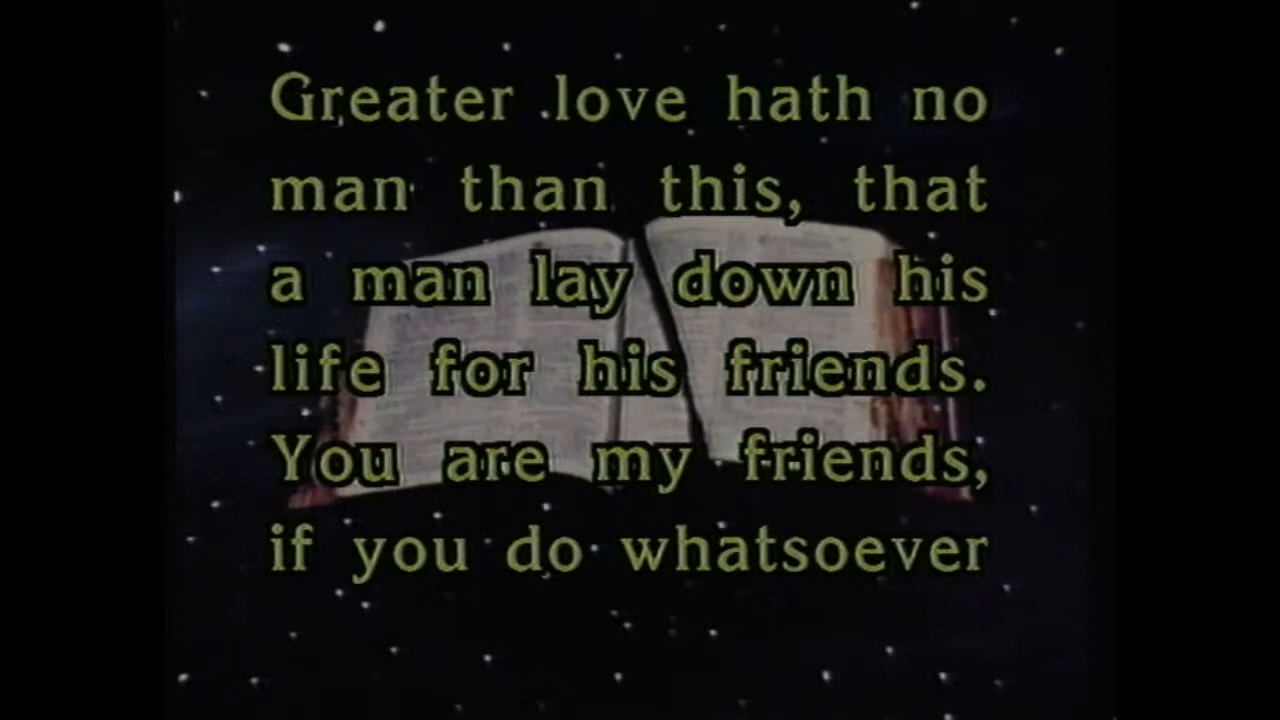 Greater love hath no
man than this, that
a man lay down his
life for his friends.
You are my friends,
if you do whatsoever